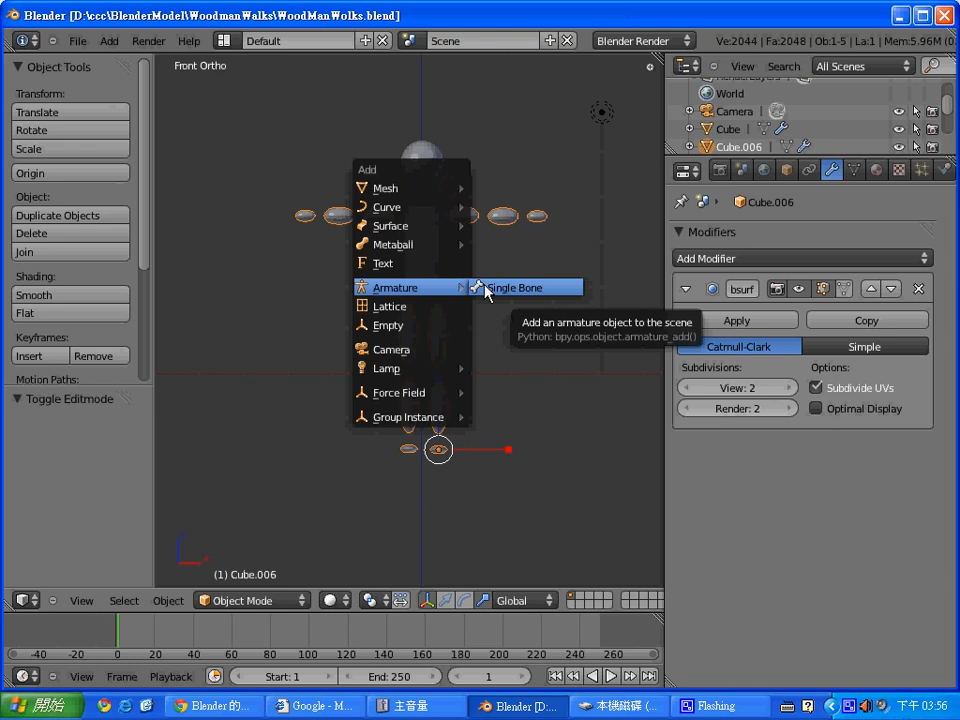 Blender [D:\ccc\BlenderModel\WoodmanWalks\WoodManWolks.blend]
File Add Render Help Default Scene Blender Render Ve:2044 | Fa:2048 | Ob:1-5 | La:1 | Mem:5.96M
Object Tools
Transform:
Translate
Rotate
Scale
Origin
Object:
Duplicate Objects
Delete
Join
Shading:
Smooth
Flat
Keyframes:
Insert Remove
Motion Paths:
Toggle Editmode
Front Ortho
Add
Mesh
Curve
Surface
Metaball
Text
Armature
Single Bone
Lattice
Empty
Camera
Lamp
Force Field
Group Instance
Add an armature object to the scene
Python: bpy.ops.object.armature_add()
(1) Cube.006
View Search All Scenes
World
Camera
Cube
Cube.006
Cube.006
Modifiers
Add Modifier
bsurf
Apply Copy
Catmull-Clark Simple
Subdivisions: Options:
View: 2 Subdivide UVs
Render: 2 Optimal Display
View Select Object Object Mode Global
-40 -20 0 20 40 60 80 100 120 140 160 180 200 220 240 260
View Frame Playback Start: 1 End: 250 1
開始 Blender 的... Google - M... 主音量 Blender [D:... 本機磁碟 (... Flashing 下午 03:56